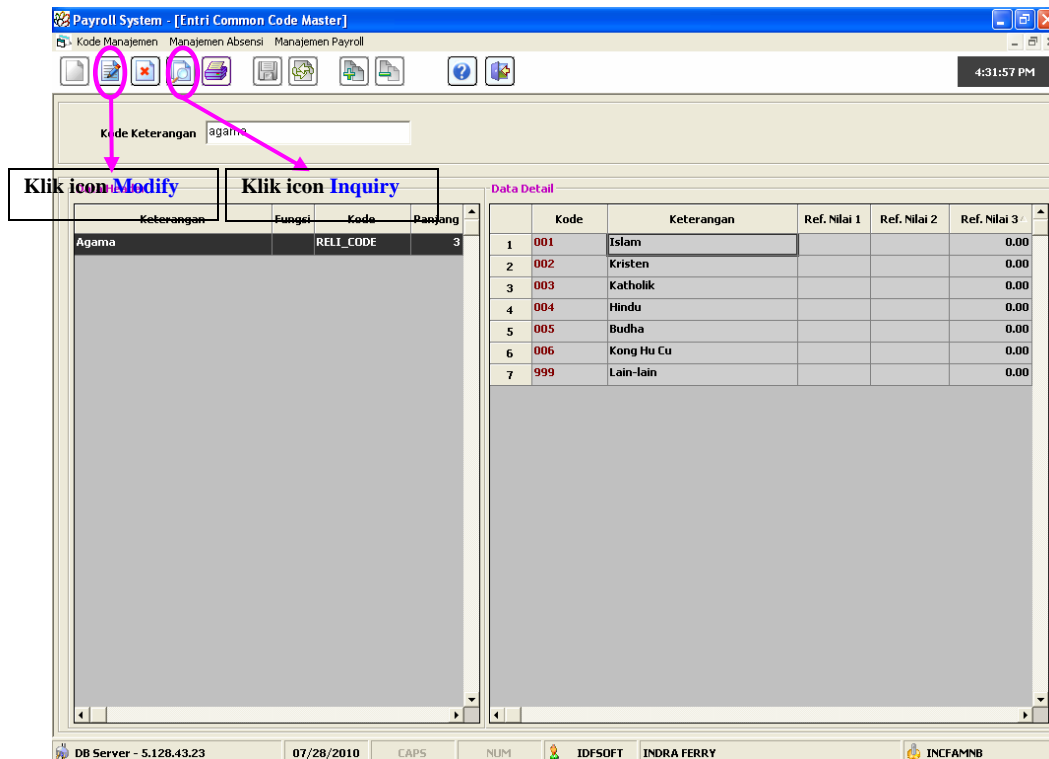 Payroll System - [Entri Common Code Master]
Kode Manajemen Manajemen Absensi Manajemen Payroll
4:31:57 PM
Kode Keterangan agama
Klik icon Modify Klik icon Inquiry
Data Detail
Keterangan Fungsi Kode Panjang
Agama RELI_CODE 3
Kode Keterangan Ref. Nilai 1 Ref. Nilai 2 Ref. Nilai 3
1 001 Islam 0.00
2 002 Kristen 0.00
3 003 Katholik 0.00
4 004 Hindu 0.00
5 005 Budha 0.00
6 006 Kong Hu Cu 0.00
7 999 Lain-lain 0.00
DB Server - 5.128.43.23 07/28/2010 CAPS NUM IDFSOFT INDRA FERRY INCFAMNB